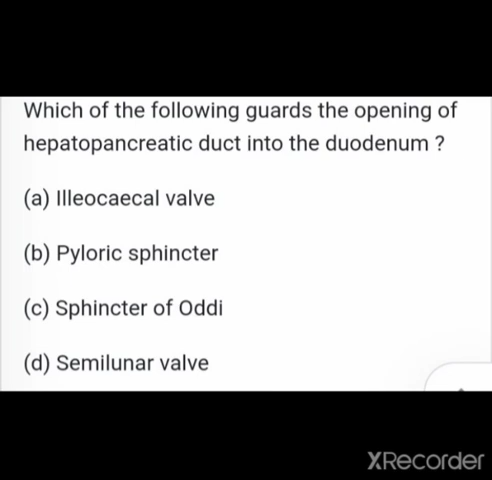 Which of the following guards the opening of
hepatopancreatic duct into the duodenum ?
(a) Illeocaecal valve
(b) Pyloric sphincter
(c) Sphincter of Oddi
(d) Semilunar valve
XRecorder